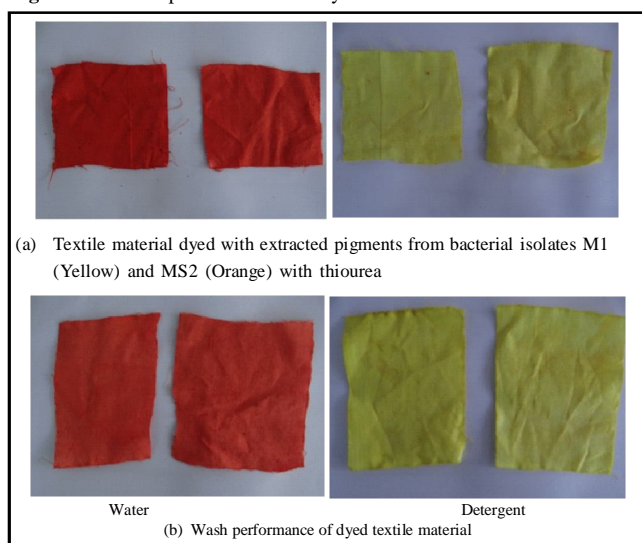 (a) Textile material dyed with extracted pigments from bacterial isolates M1
(Yellow) and MS2 (Orange) with thiourea
Water Detergent
(b) Wash performance of dyed textile material